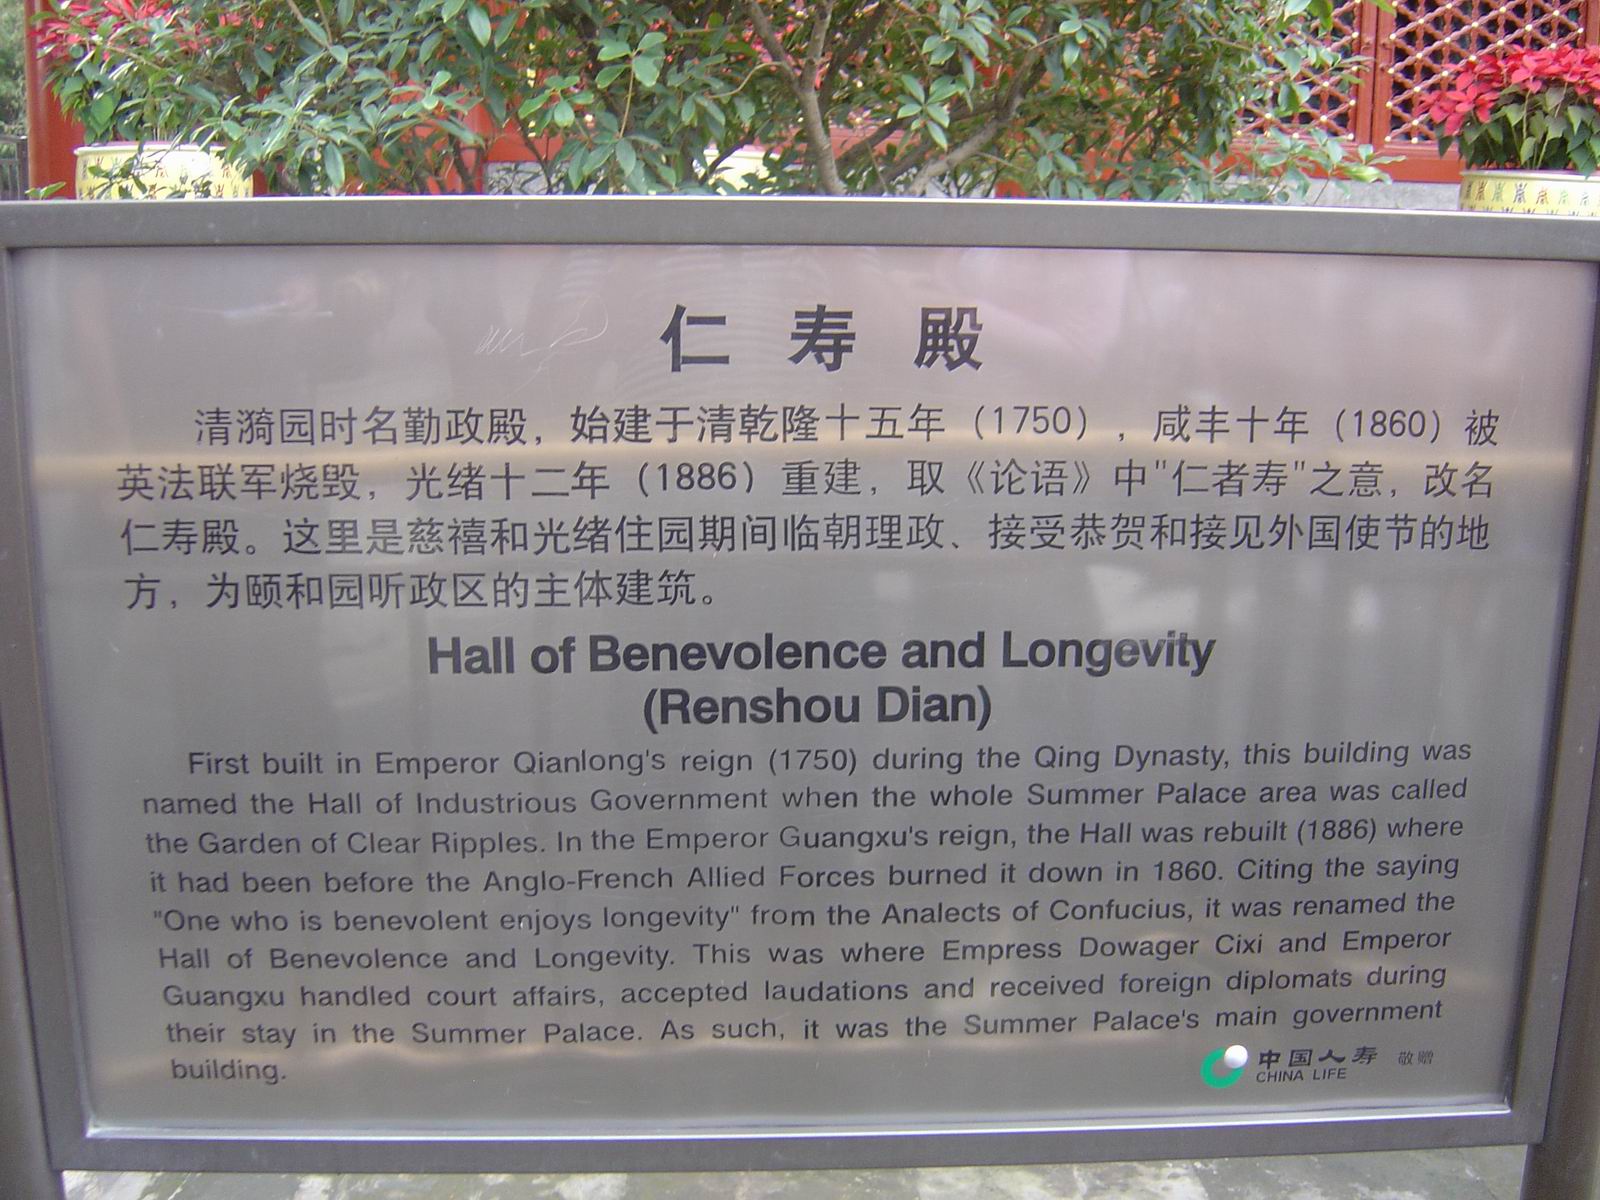 仁寿殿
清漪园时名勤政殿，始建于清乾隆十五年（1750），咸丰十年（1860）被
英法联军烧毁，光绪十二年（1886）重建，取《论语》中"仁者寿"之意，改名
仁寿殿。这里是慈禧和光绪住园期间临朝理政、接受恭贺和接见外国使节的地
方，为颐和园听政区的主体建筑。
Hall of Benevolence and Longevity
(Renshou Dian)
First built in Emperor Qianlong's reign (1750) during the Qing Dynasty, this building was
named the Hall of Industrious Government when the whole Summer Palace area was called
the Garden of Clear Ripples. In the Emperor Guangxu's reign, the Hall was rebuilt (1886) where
it had been before the Anglo-French Allied Forces burned it down in 1860. Citing the saying
"One who is benevolent enjoys longevity" from the Analects of Confucius, it was renamed the
Hall of Benevolence and Longevity. This was where Empress Dowager Cixi and Emperor
Guangxu handled court affairs, accepted laudations and received foreign diplomats during
their stay in the Summer Palace. As such, it was the Summer Palace's main government
building.
中国人寿 敬赠
CHINA LIFE